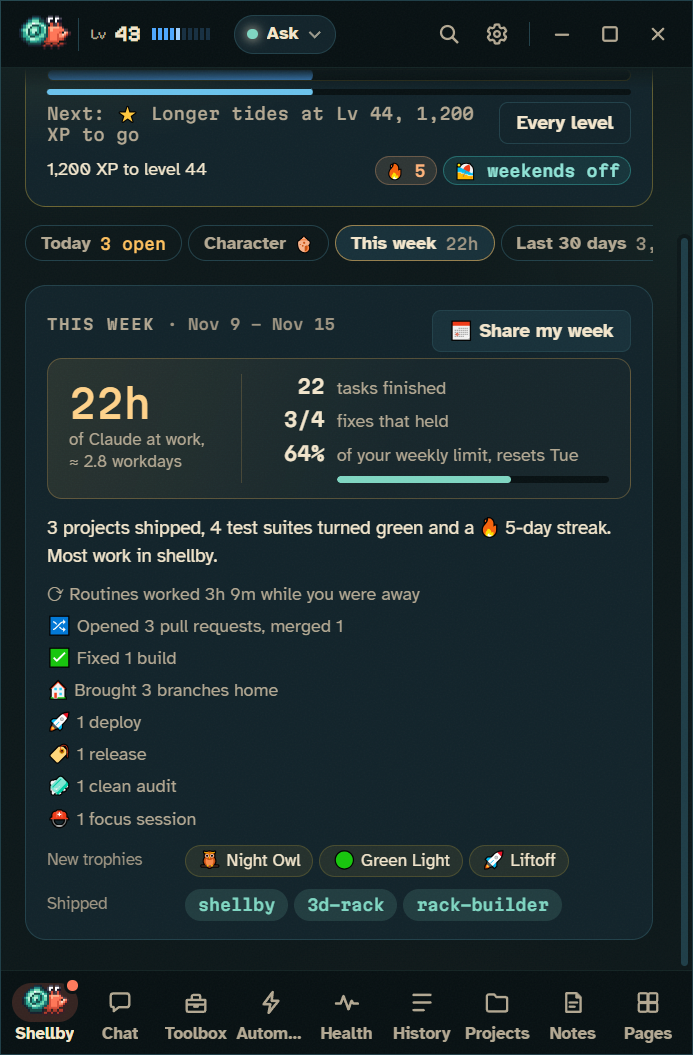 Lv 43
Ask
Next: ⭐ Longer tides at Lv 44, 1,200
XP to go
Every level
1,200 XP to level 44
🔥 5
🏖️ weekends off
Today 3 open
Character
This week 22h
Last 30 days 3,
THIS WEEK · Nov 9 – Nov 15
Share my week
22h
of Claude at work,
≈ 2.8 workdays
22 tasks finished
3/4 fixes that held
64% of your weekly limit, resets Tue
3 projects shipped, 4 test suites turned green and a 🔥 5-day streak.
Most work in shellby.
Routines worked 3h 9m while you were away
🔀 Opened 3 pull requests, merged 1
✅ Fixed 1 build
🏠 Brought 3 branches home
🚀 1 deploy
🏷️ 1 release
🧼 1 clean audit
⛑️ 1 focus session
New trophies
🦉 Night Owl
🟢 Green Light
🚀 Liftoff
Shipped
shellby
3d-rack
rack-builder
Shellby
Chat
Toolbox
Autom...
Health
History
Projects
Notes
Pages